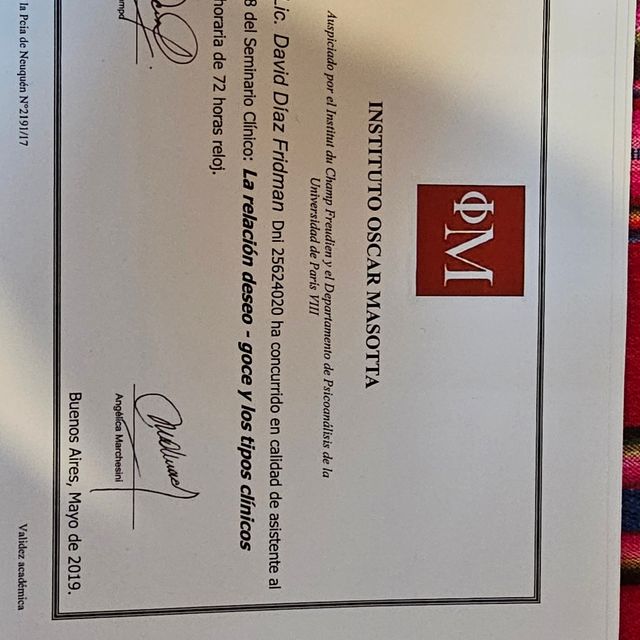 ΦM
INSTITUTO OSCAR MASOTTA
Auspiciado por el Institut du Champ Freudien y el Departamento de Psicoanálisis de la
Universidad de París VIII
Lic. David Díaz Fridman Dni 25624020 ha concurrido en calidad de asistente al
8 del Seminario Clínico: La relación deseo - goce y los tipos clínicos
horaria de 72 horas reloj.
Angélica Marchesini
Buenos Aires, Mayo de 2019.
la Pcia de Neuquén N°2191/17 Validez académica